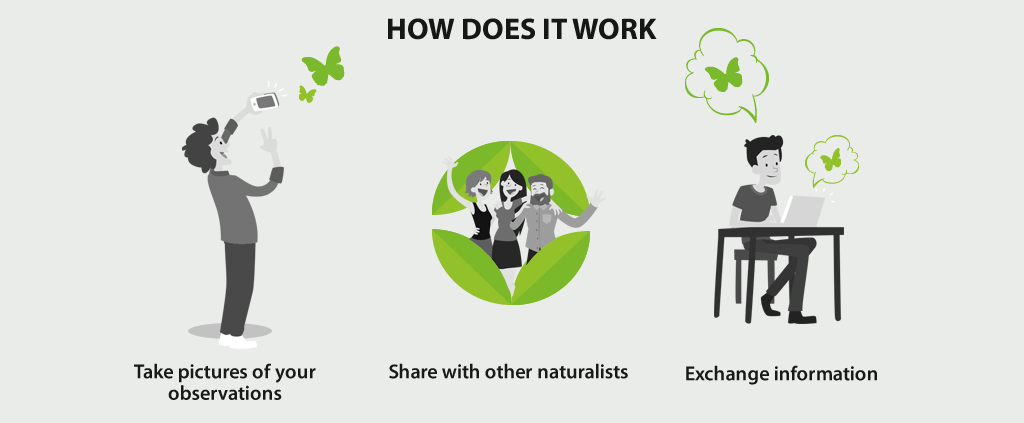 HOW DOES IT WORK
Take pictures of your
observations
Share with other naturalists
Exchange information